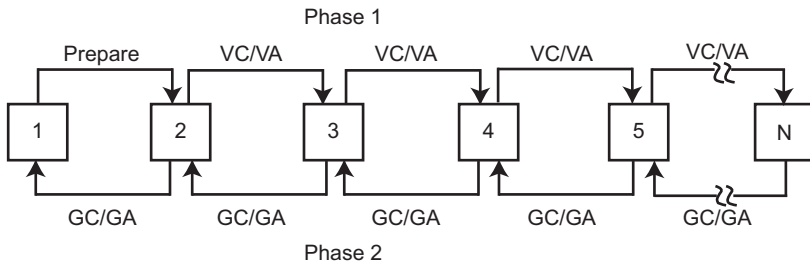 Phase 1
Prepare VC/VA VC/VA VC/VA VC/VA
1 2 3 4 5 N
GC/GA GC/GA GC/GA GC/GA GC/GA
Phase 2